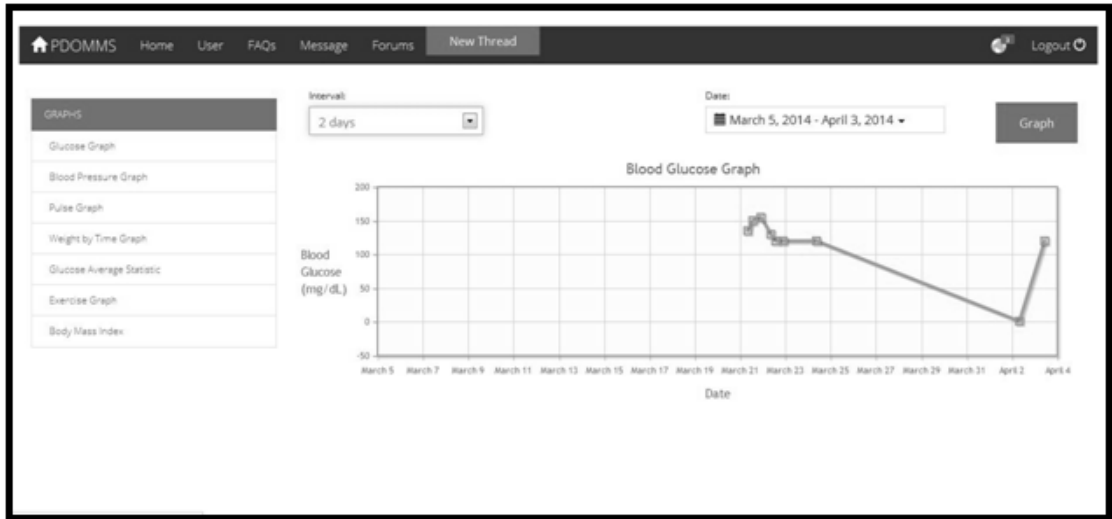 PDOMMS Home User FAQs Message Forums New Thread 3 Logout
GRAPHS
Glucose Graph
Blood Pressure Graph
Pulse Graph
Weight by Time Graph
Glucose Average Statistic
Exercise Graph
Body Mass Index
Interval:
2 days
Date:
March 5, 2014 - April 3, 2014
Graph
Blood Glucose Graph
Blood
Glucose
(mg/dL)
200
150
100
50
0
-50
March 5 March 7 March 9 March 11 March 13 March 15 March 17 March 19 March 21 March 23 March 25 March 27 March 29 March 31 April 2 April 4
Date